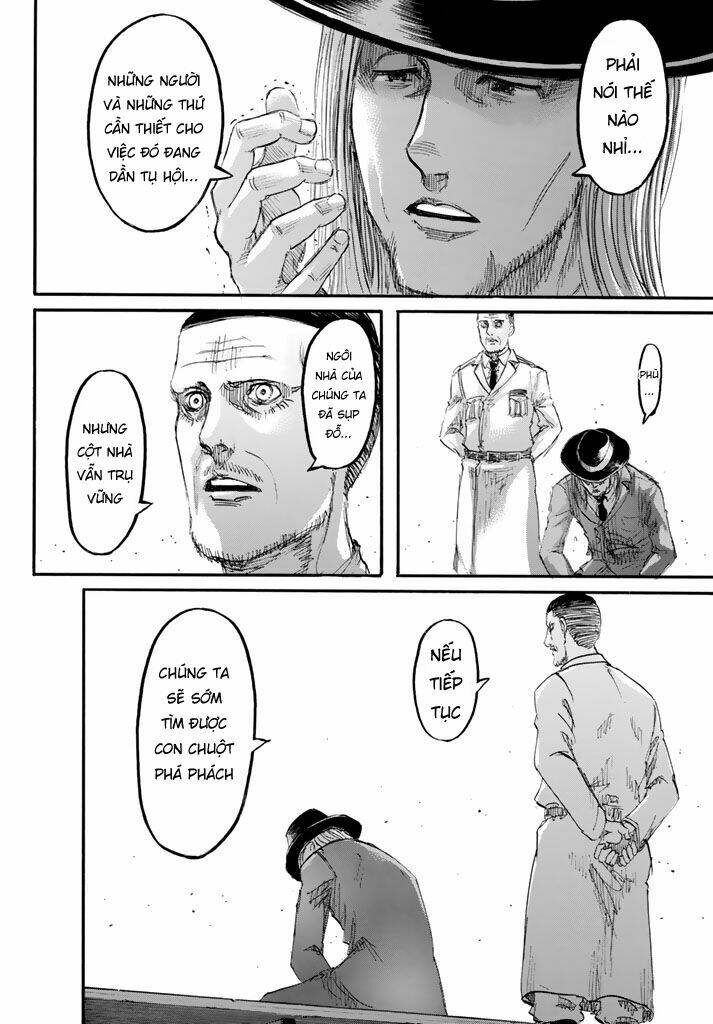 PHẢI
NÓI THẾ
NÀO
NHỈ...
NHỮNG NGƯỜI
VÀ NHỮNG THỨ
CẦN THIẾT CHO
VIỆC ĐÓ ĐANG
DẦN TỤ HỘI...
PHÙ
...
NGÔI
NHÀ CỦA
CHÚNG TA
ĐÃ SỤP
ĐỔ...
NHƯNG
CỘT NHÀ
VẪN TRỤ
VỮNG
NẾU
TIẾP
TỤC
CHÚNG TA
SẼ SỚM
TÌM ĐƯỢC
CON CHUỘT
PHÁ PHÁCH